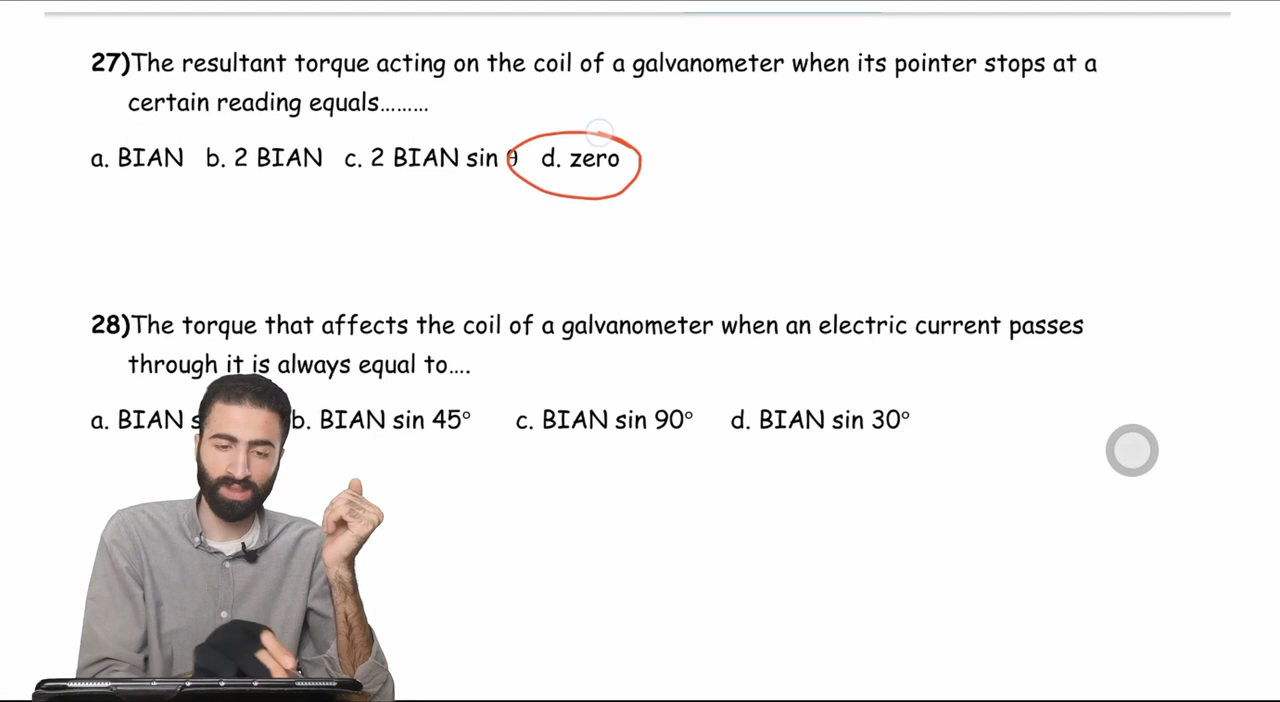 27)The resultant torque acting on the coil of a galvanometer when its pointer stops at a
certain reading equals.........
a. BIAN b. 2 BIAN c. 2 BIAN sin θ d. zero
28)The torque that affects the coil of a galvanometer when an electric current passes
through it is always equal to....
a. BIAN b. BIAN sin 45° c. BIAN sin 90° d. BIAN sin 30°